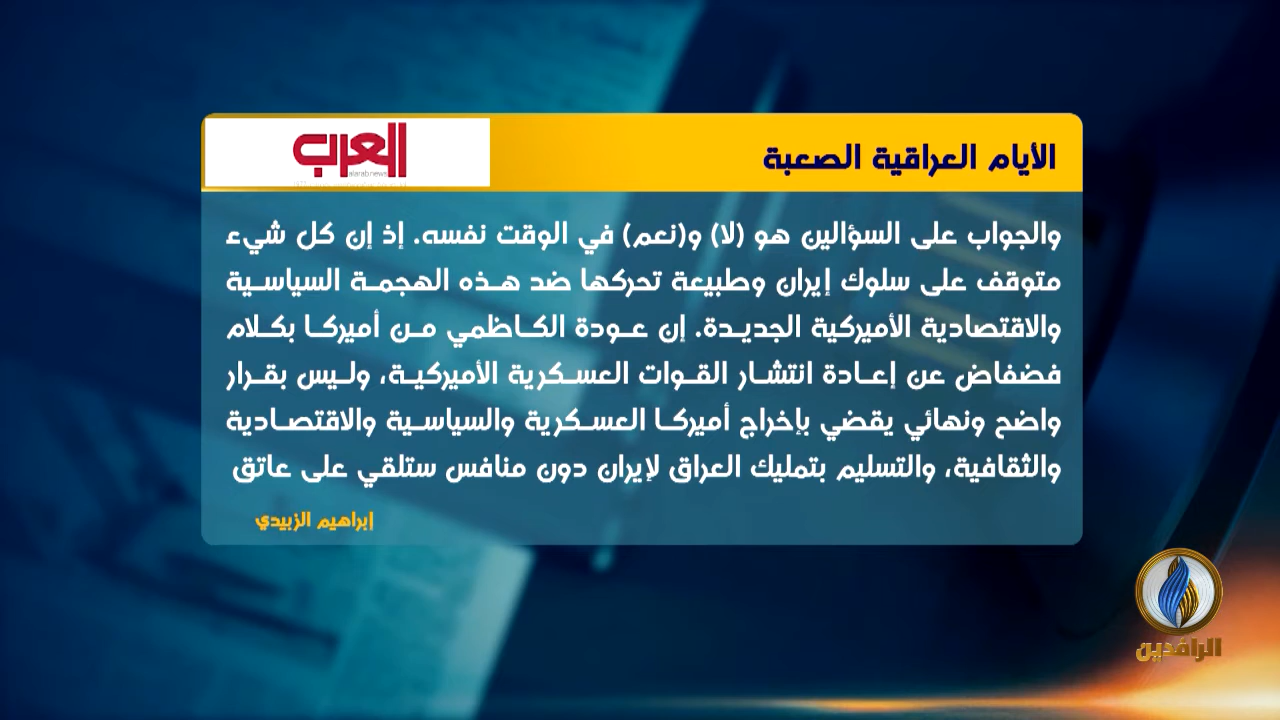 العرب
alarab news
الأيام العراقية الصعبة
والجواب على السؤالين هو (لا) و(نعم) في الوقت نفسه. إذ إن كل شيء
متوقف على سلوك إيران وطبيعة تحركها ضد هذه الهجمة السياسية
والاقتصادية الأميركية الجديدة. إن عودة الكاظمي من أميركا بكلام
فضفاض عن إعادة انتشار القوات العسكرية الأميركية، وليس بقرار
واضح ونهائي يقضي بإخراج أميركا العسكرية والسياسية والاقتصادية
والثقافية، والتسليم بتمليك العراق لإيران دون منافس ستلقي على عاتق
إبراهيم الزبيدي
الرافدين